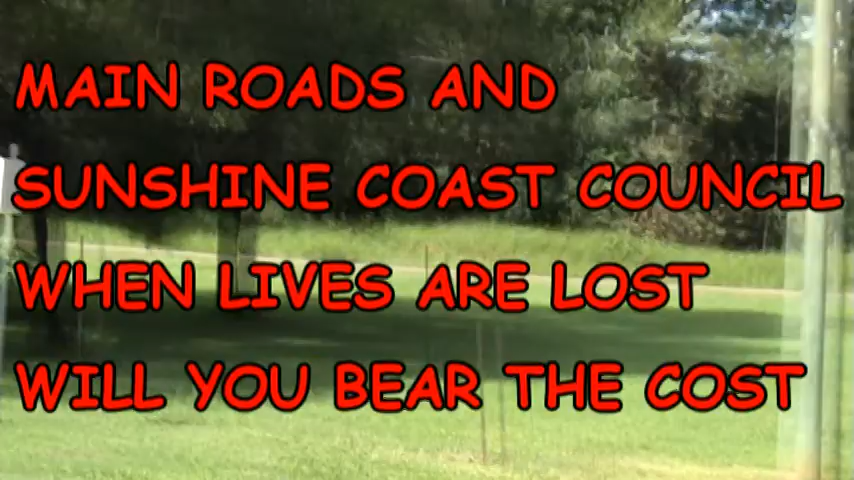 MAIN ROADS AND
SUNSHINE COAST COUNCIL
WHEN LIVES ARE LOST
WILL YOU BEAR THE COST